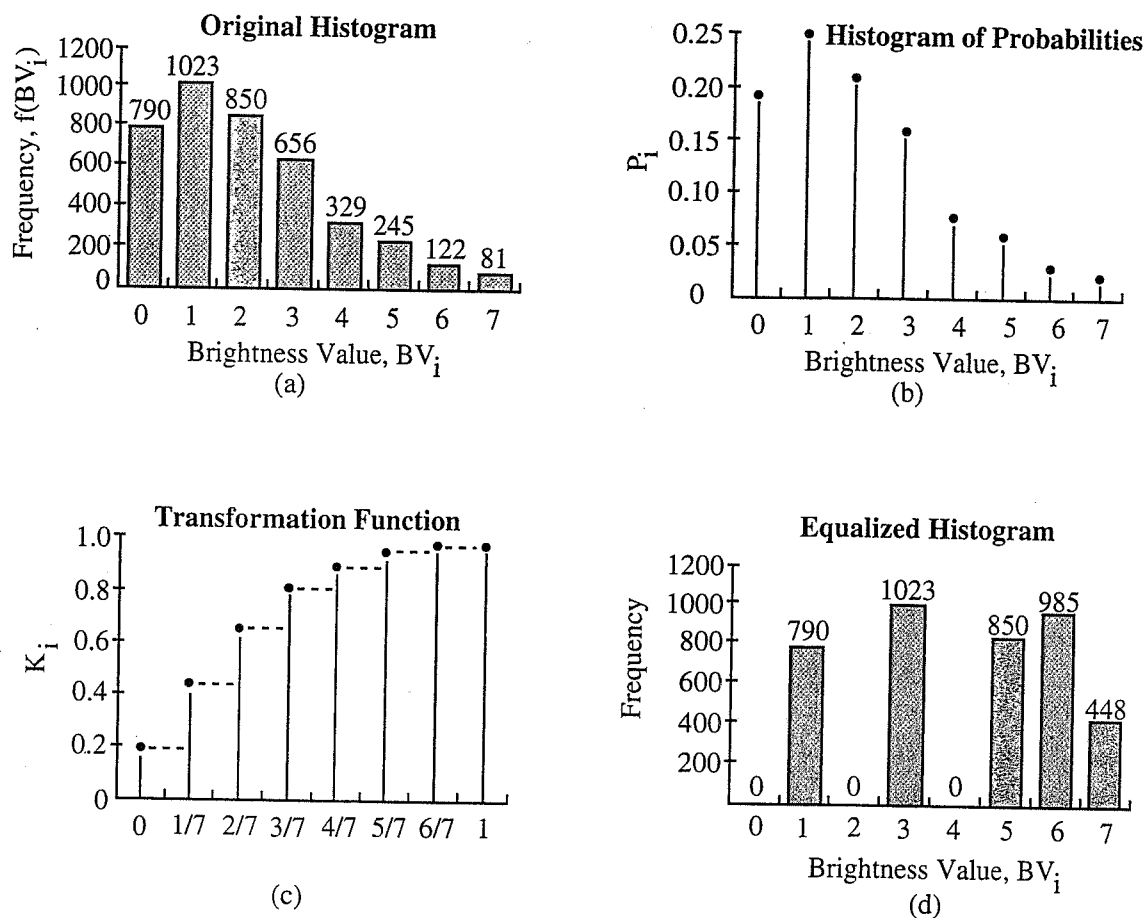 Original Histogram
Frequency, f(BVi)
1200
1000
800
600
400
200
0
790
1023
850
656
329
245
122
81
0 1 2 3 4 5 6 7
Brightness Value, BVi
(a)
Histogram of Probabilities
Pi
0.25
0.20
0.15
0.10
0.05
0
0 1 2 3 4 5 6 7
Brightness Value, BVi
(b)
Transformation Function
Ki
1.0
0.8
0.6
0.4
0.2
0
0 1/7 2/7 3/7 4/7 5/7 6/7 1
(c)
Equalized Histogram
Frequency
1200
1000
800
600
400
200
0
790
0
1023
0
850
985
448
0 1 2 3 4 5 6 7
Brightness Value, BVi
(d)